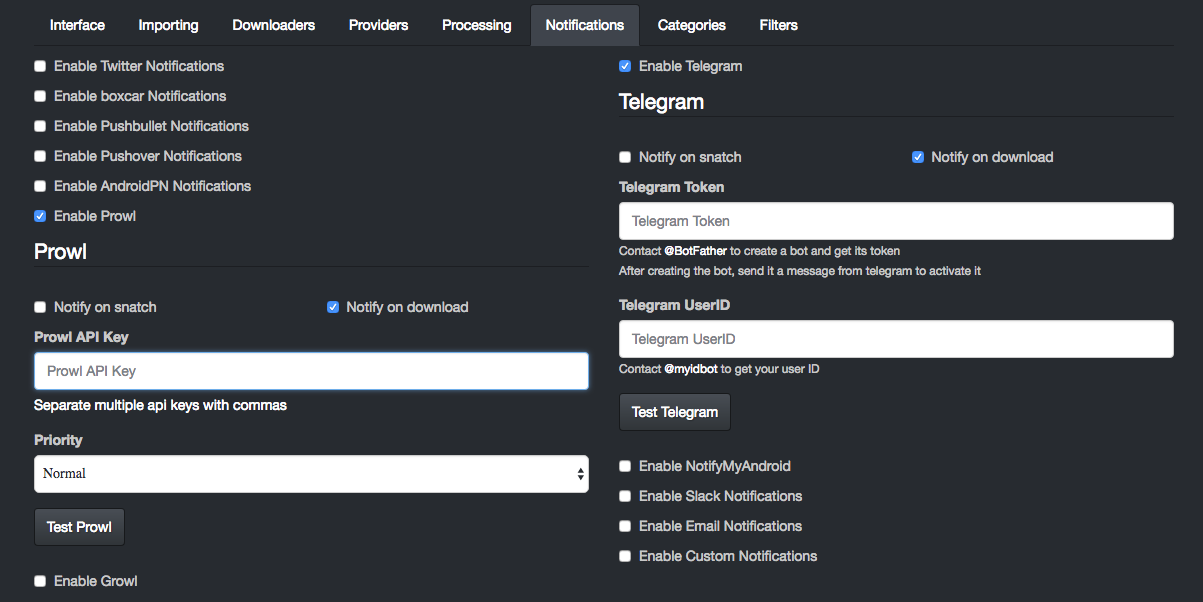 Interface Importing Downloaders Providers Processing Notifications Categories Filters
Enable Twitter Notifications
Enable boxcar Notifications
Enable Pushbullet Notifications
Enable Pushover Notifications
Enable AndroidPN Notifications
Enable Prowl
Prowl
Notify on snatch Notify on download
Prowl API Key
Prowl API Key
Separate multiple api keys with commas
Priority
Normal
Test Prowl
Enable Growl
Enable Telegram
Telegram
Notify on snatch Notify on download
Telegram Token
Telegram Token
Contact @BotFather to create a bot and get its token
After creating the bot, send it a message from telegram to activate it
Telegram UserID
Telegram UserID
Contact @myidbot to get your user ID
Test Telegram
Enable NotifyMyAndroid
Enable Slack Notifications
Enable Email Notifications
Enable Custom Notifications